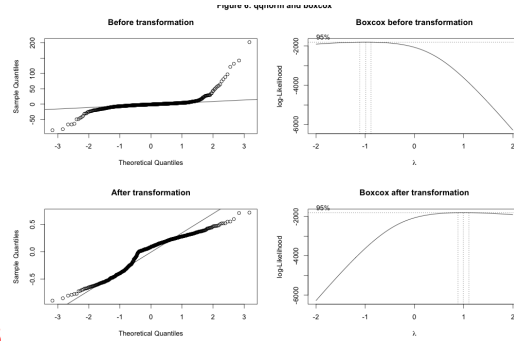 Figure 6: qqnorm and boxcox
Before transformation
Sample Quantiles
200
100
50
0
-50
-3 -2 -1 0 1 2 3
Theoretical Quantiles
Boxcox before transformation
95%
log-Likelihood
-2000
-4000
-6000
-2 -1 0 1 2
λ
After transformation
Sample Quantiles
0.5
0.0
-0.5
-3 -2 -1 0 1 2 3
Theoretical Quantiles
Boxcox after transformation
95%
log-Likelihood
-2000
-4000
-6000
-2 -1 0 1 2
λ